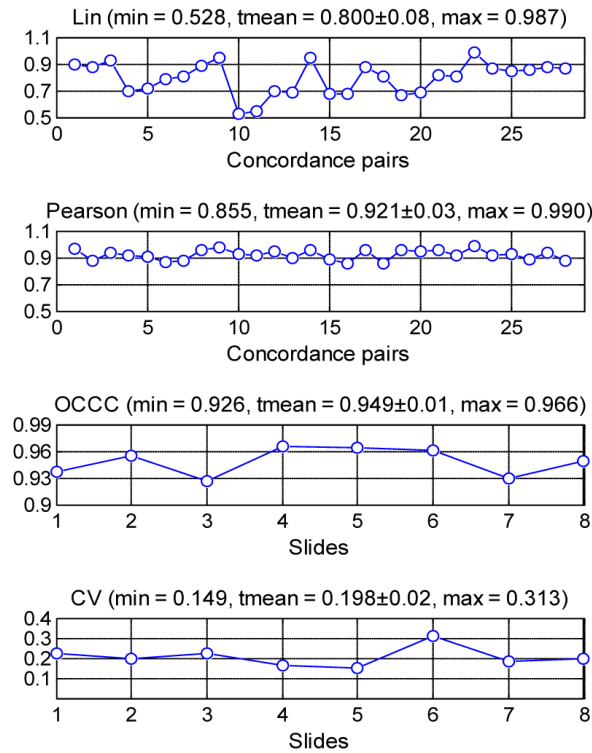 Lin (min = 0.528, tmean = 0.800±0.08, max = 0.987)
1.1
0.9
0.7
0.5
0 5 10 15 20 25
Concordance pairs
Pearson (min = 0.855, tmean = 0.921±0.03, max = 0.990)
1.1
0.9
0.7
0.5
0 5 10 15 20 25
Concordance pairs
OCCC (min = 0.926, tmean = 0.949±0.01, max = 0.966)
0.99
0.96
0.93
0.9
1 2 3 4 5 6 7 8
Slides
CV (min = 0.149, tmean = 0.198±0.02, max = 0.313)
0.4
0.3
0.2
0.1
1 2 3 4 5 6 7 8
Slides